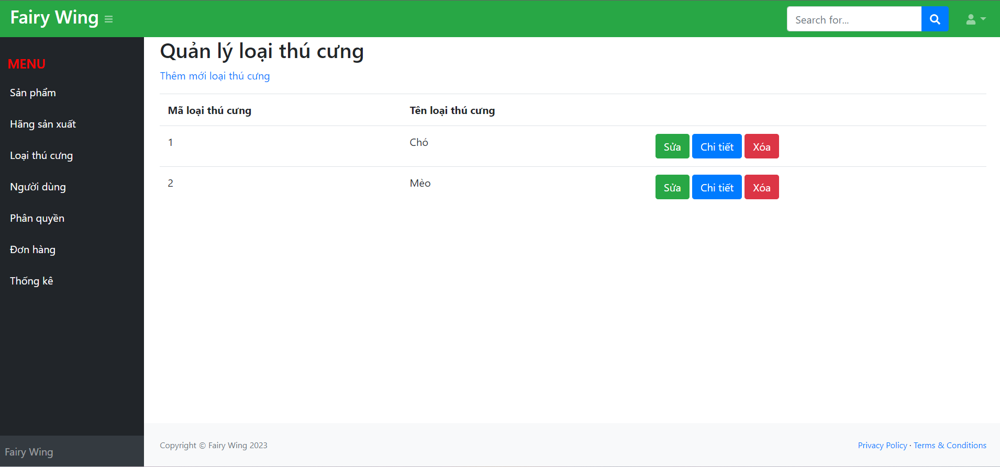 Fairy Wing
Search for...
MENU
Sản phẩm
Hãng sản xuất
Loại thú cưng
Người dùng
Phân quyền
Đơn hàng
Thống kê
Fairy Wing
Quản lý loại thú cưng
Thêm mới loại thú cưng
Mã loại thú cưng Tên loại thú cưng
1 Chó Sửa Chi tiết Xóa
2 Mèo Sửa Chi tiết Xóa
Copyright © Fairy Wing 2023 Privacy Policy · Terms & Conditions